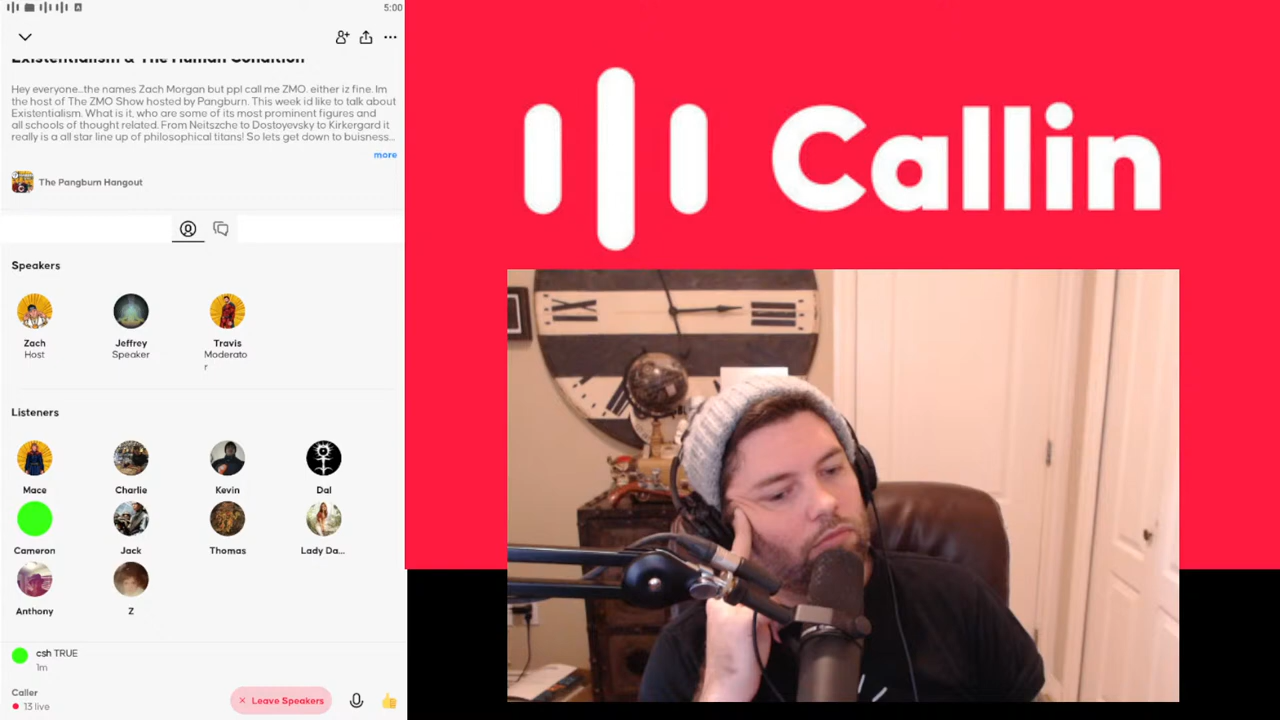 5:00
Existentialism & The Human Condition
Hey everyone...the names Zach Morgan but ppl call me ZMO. either iz fine. Im
the host of The ZMO Show hosted by Pangburn. This week id like to talk about
Existentialism. What is it, who are some of its most prominent figures and
all schools of thought related. From Neitszche to Dostoyevsky to Kirkergard it
really is a all star line up of philosophical titans! So lets get down to buisness...
more
The Pangburn Hangout
Speakers
Zach
Host
Jeffrey
Speaker
Travis
Moderato
r
Listeners
Mace
Charlie
Kevin
Dal
Cameron
Jack
Thomas
Lady Da...
Anthony
Z
csh TRUE
1m
Caller
13 live
× Leave Speakers
Callin